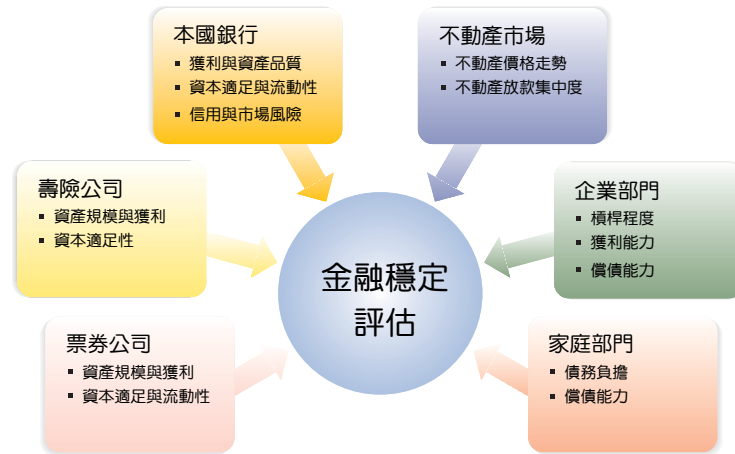 本國銀行
▪ 獲利與資產品質
▪ 資本適足與流動性
▪ 信用與市場風險
不動產市場
▪ 不動產價格走勢
▪ 不動產放款集中度
壽險公司
▪ 資產規模與獲利
▪ 資本適足性
企業部門
▪ 槓桿程度
▪ 獲利能力
▪ 償債能力
金融穩定
評估
票券公司
▪ 資產規模與獲利
▪ 資本適足與流動性
家庭部門
▪ 債務負擔
▪ 償債能力